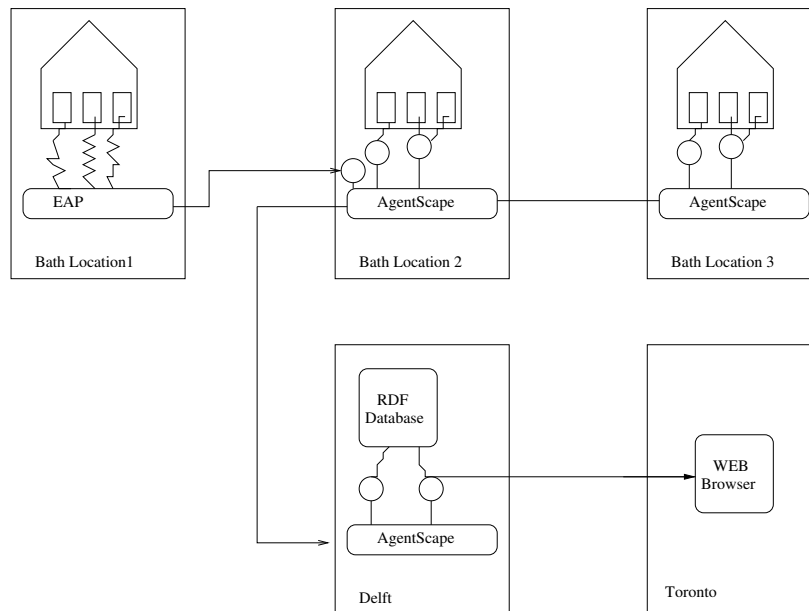 EAP
Bath Location1
AgentScape
Bath Location 2
AgentScape
Bath Location 3
RDF
Database
AgentScape
Delft
WEB
Browser
Toronto